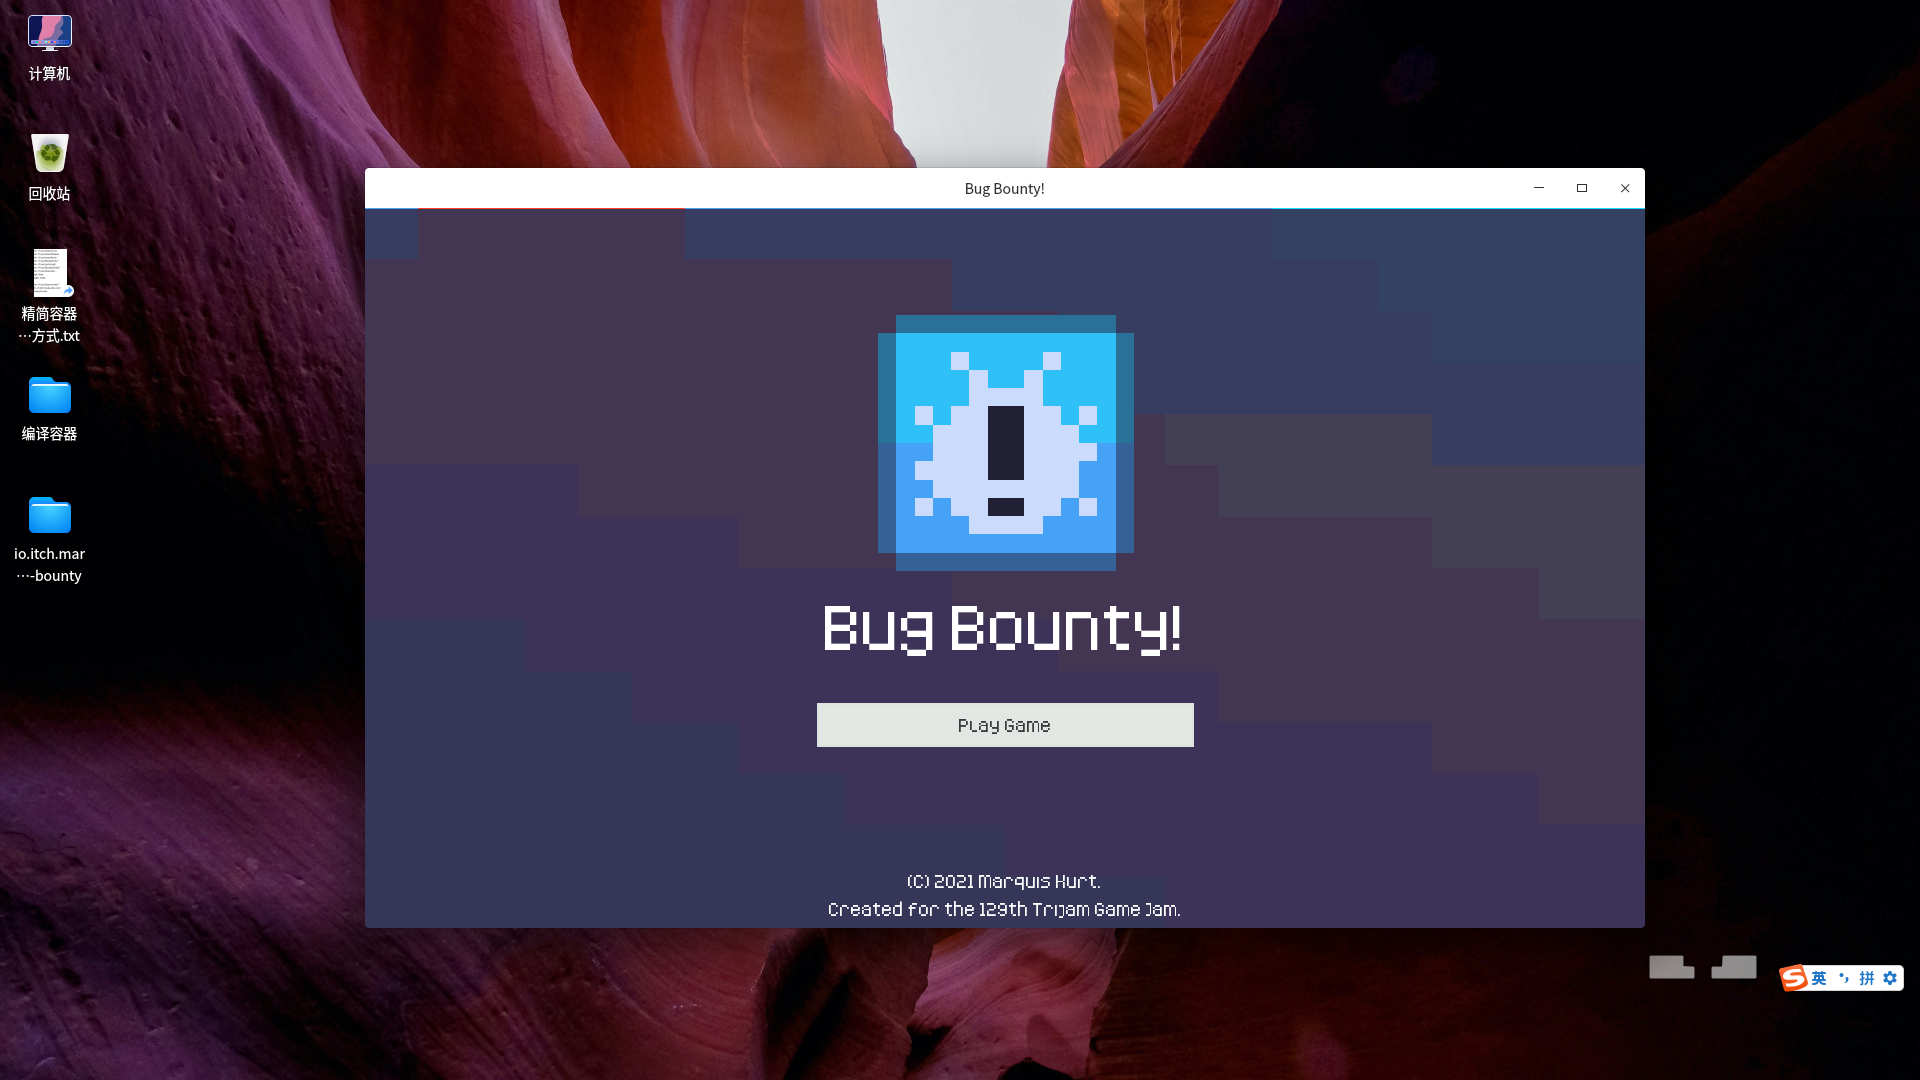 计算机
回收站
精简容器
…方式.txt
编译容器
io.itch.mar
…-bounty
Bug Bounty!
Bug Bounty!
Play Game
(C) 2021 Marquis Kurt.
Created for the 129th Trijam Game Jam.
英 拼